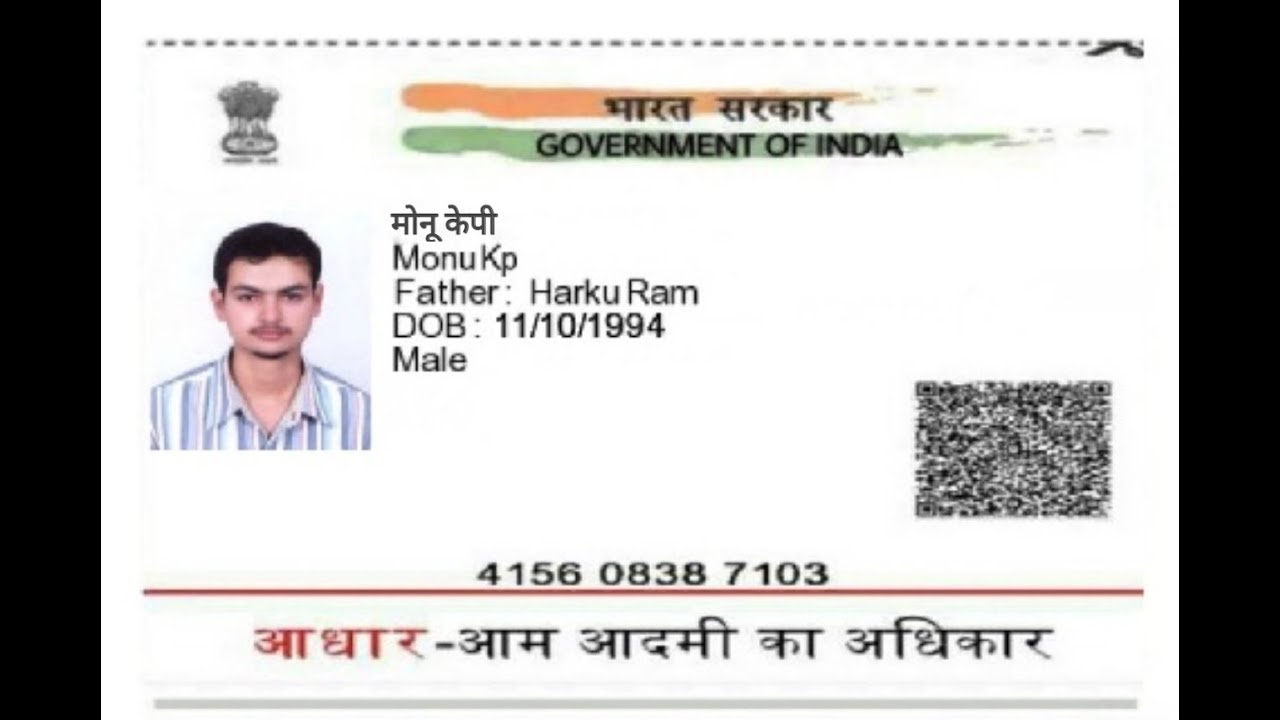 भारत सरकार
GOVERNMENT OF INDIA
मोनू केपी
Monu Kp
Father : Harku Ram
DOB : 11/10/1994
Male
4156 0838 7103
आधार-आम आदमी का अधिकार